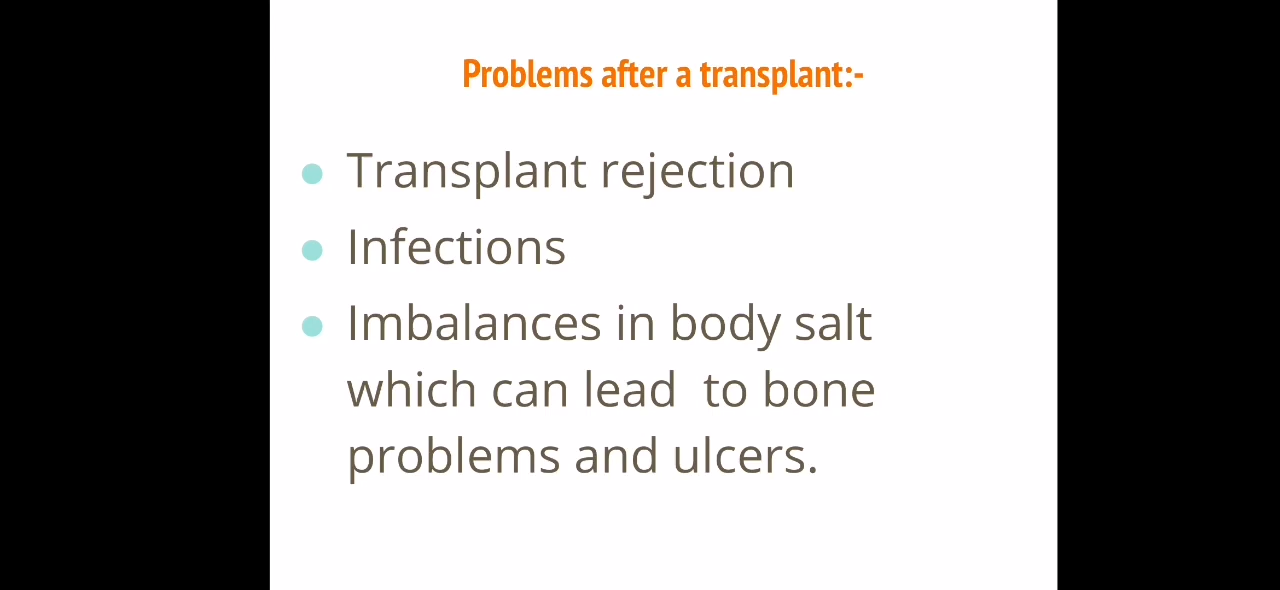 Problems after a transplant:-
Transplant rejection
Infections
Imbalances in body salt
which can lead  to bone
problems and ulcers.